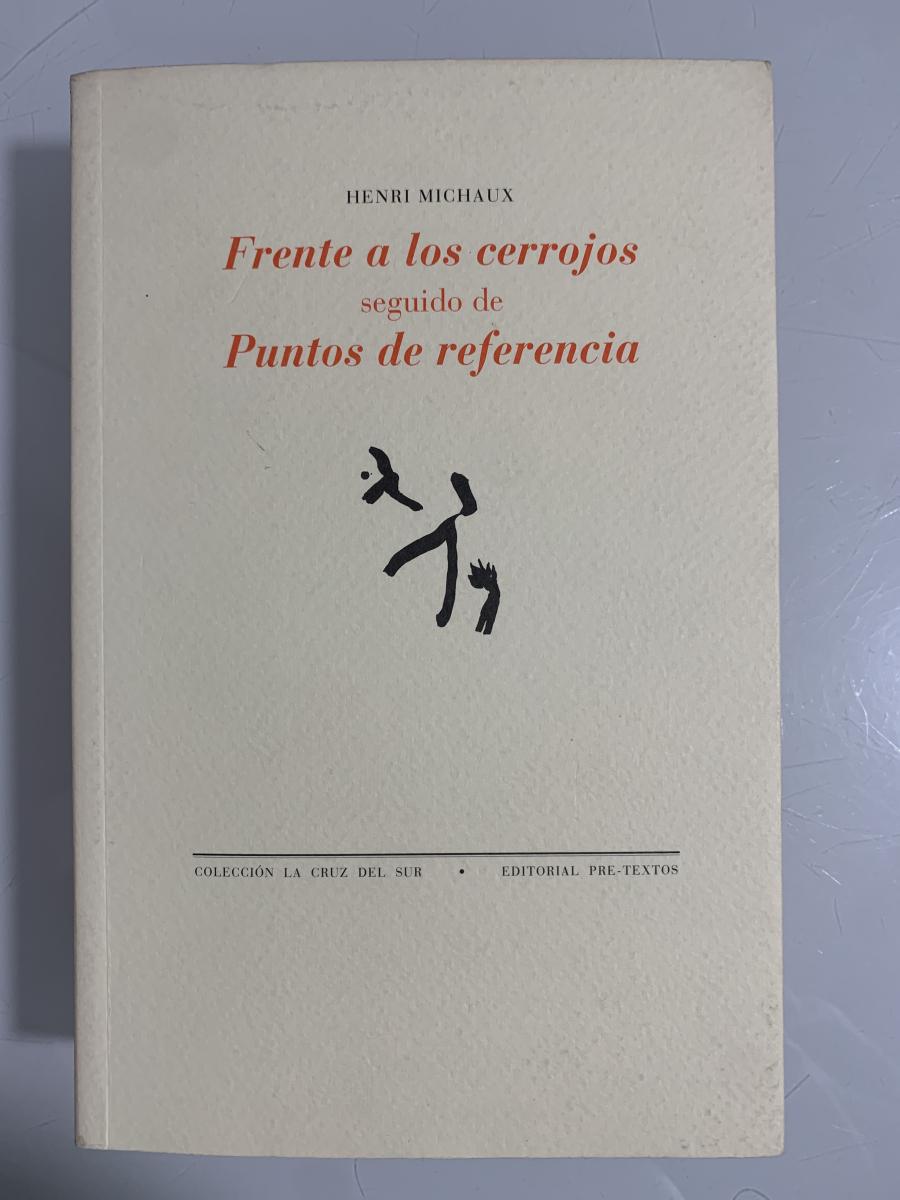 HENRI MICHAUX
Frente a los cerrojos
seguido de
Puntos de referencia
COLECCIÓN LA CRUZ DEL SUR • EDITORIAL PRE-TEXTOS